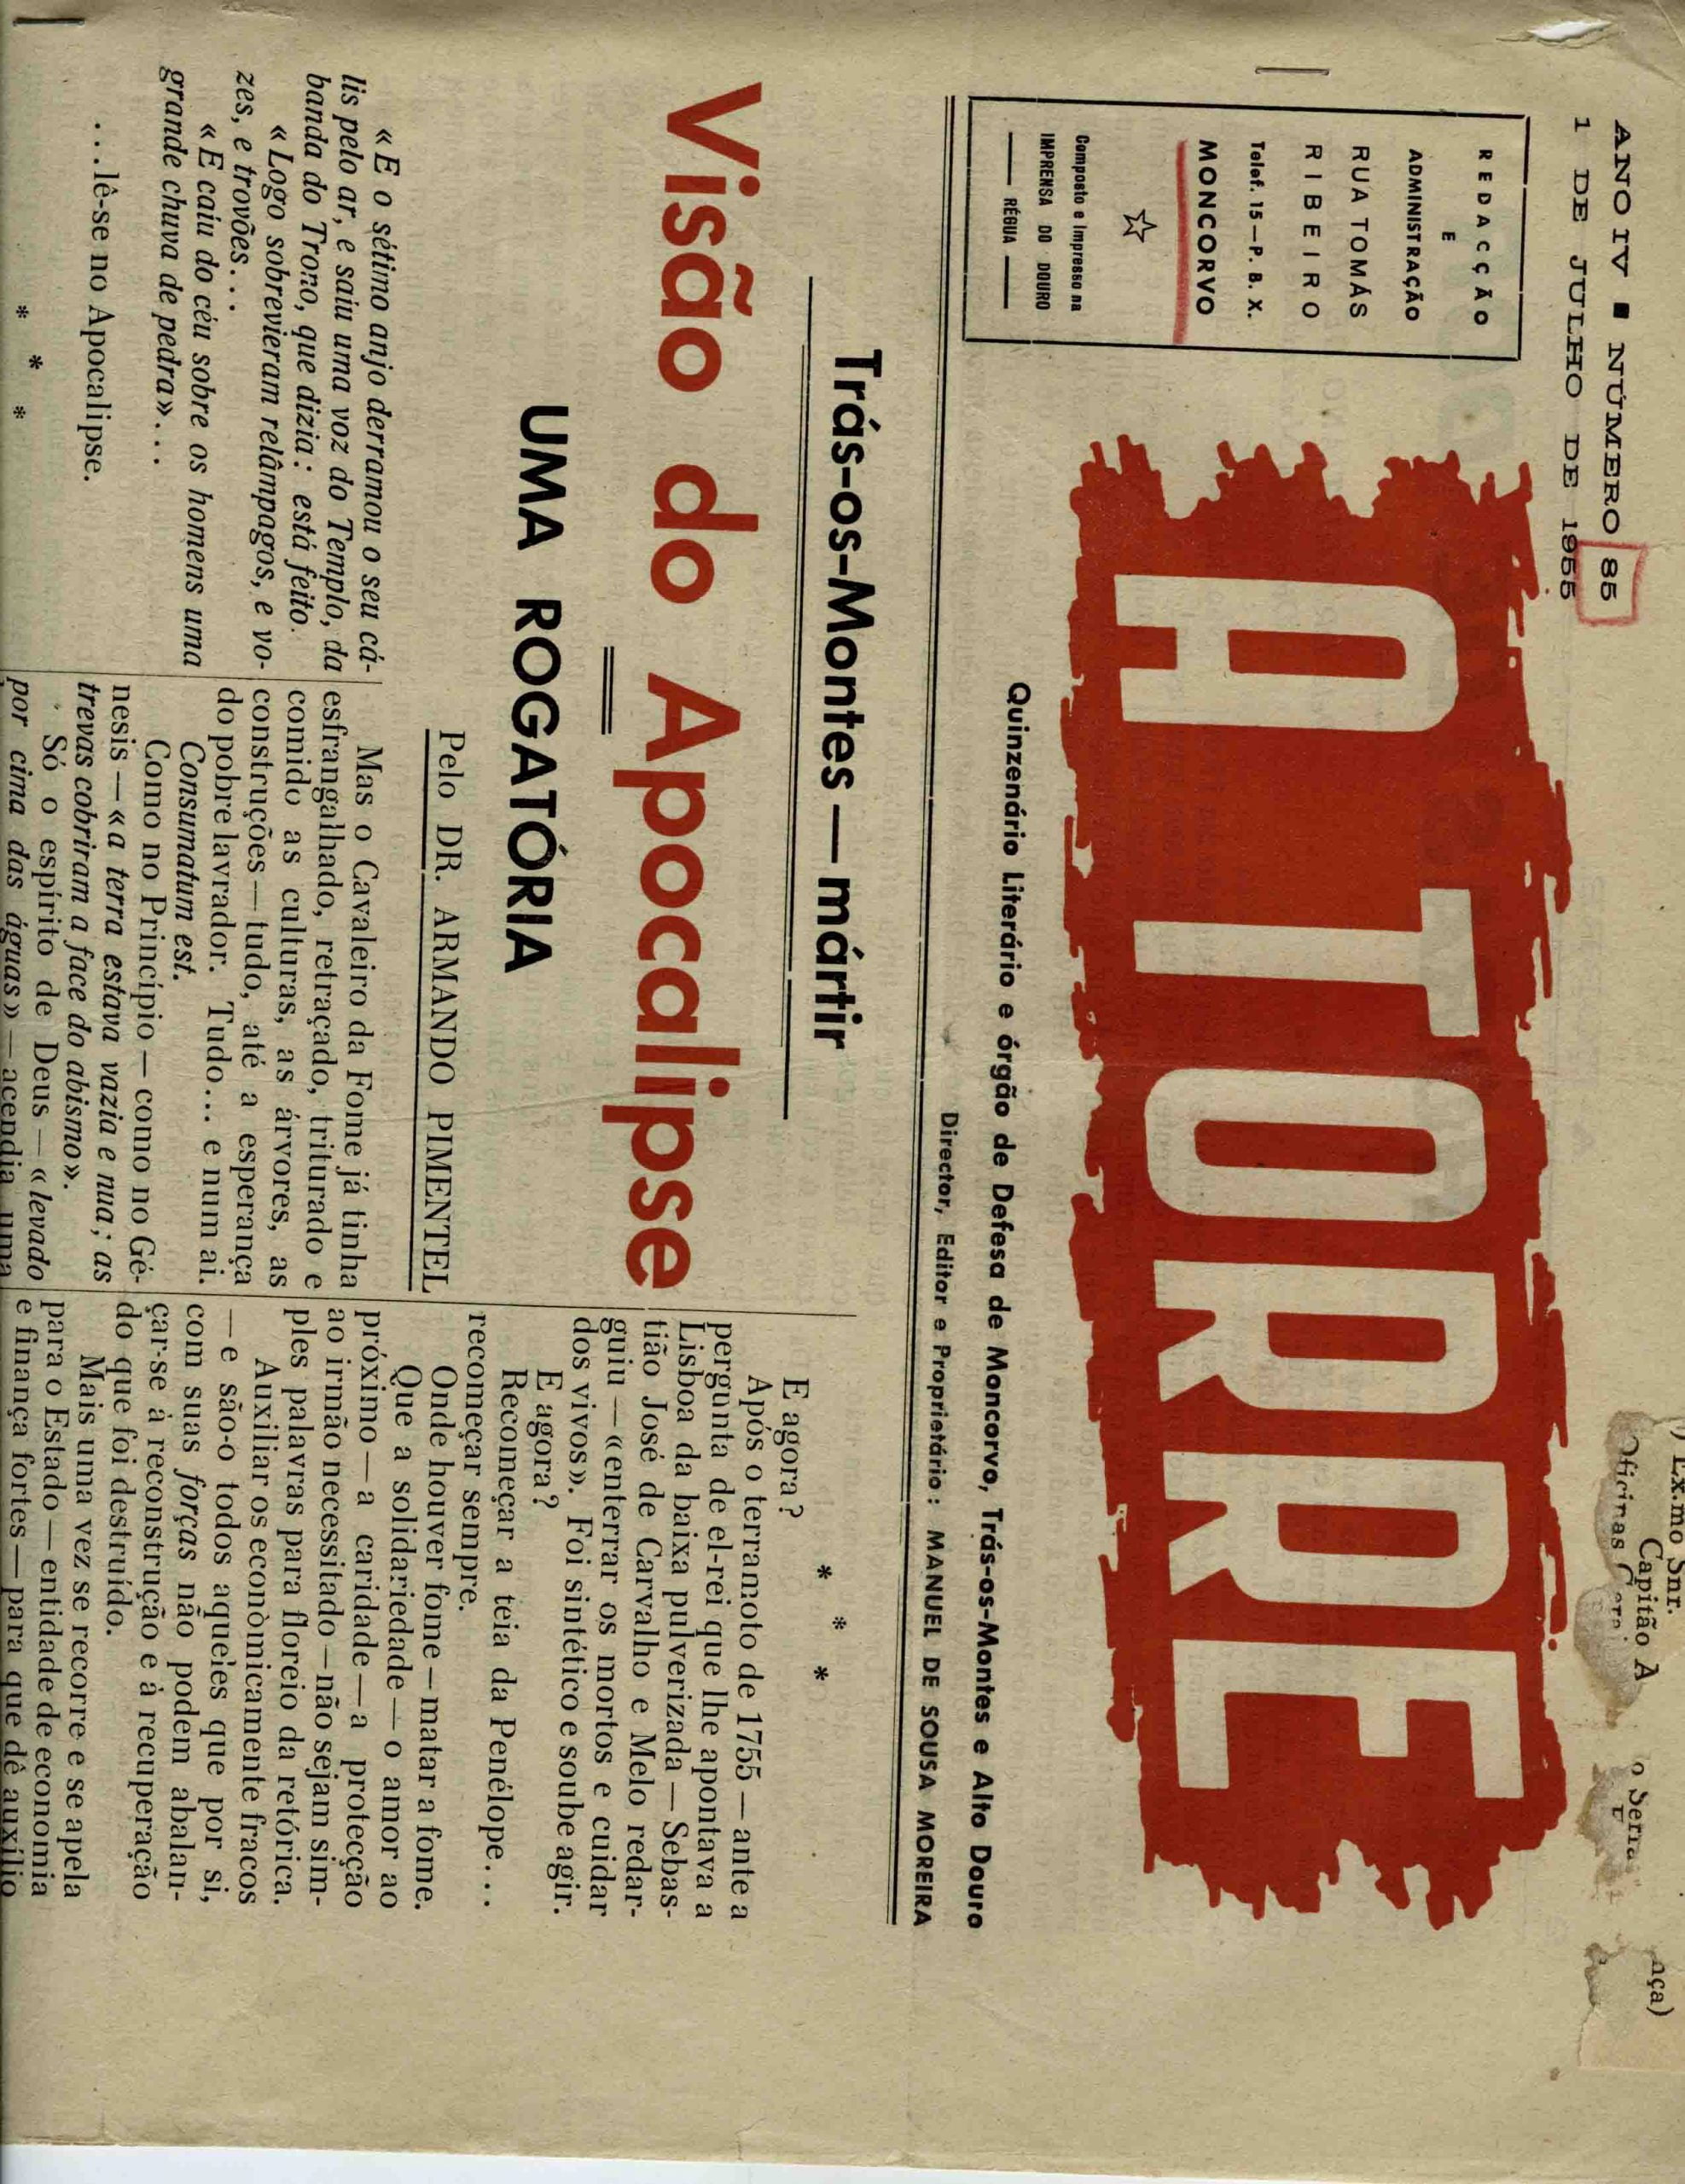 ANO IV ■ NÚMERO 85
1 DE JULHO DE 1955
Ex.mo Snr.
Capitão
Oficinas
REDACÇÃO
E
ADMINISTRAÇÃO
RUA TOMÁS
RIBEIRO
Telef. 15—P. B. X.
MONCORVO
Composto e Impresso na
IMPRENSA DO DOURO
— RÉGUA —
A TORRE
Quinzenário Literário e órgão de Defesa de Moncorvo, Trás-os-Montes e Alto Douro
Director, Editor e Proprietário: MANUEL DE SOUSA MOREIRA
Trás-os-Montes — mártir
Visão do Apocalipse
UMA ROGATÓRIA
Pelo DR. ARMANDO PIMENTEL
«E o sétino anjo derramou o seu cá-
lis pelo ar, e saiu uma voz do Templo, da
banda do Trono, que dizia: está feito.
«Logo sobrevieram relâmpagos, e vo-
zes, e trovões...
«E caiu do céu sobre os homens uma
grande chuva de pedra»...
...lê-se no Apocalipse.
* * *
Mas o Cavaleiro da Fome já tinha
esfrangalhado, retraçado, triturado e
comido as culturas, as árvores, as
construções — tudo, até a esperança
do pobre lavrador. Tudo... e num ai.
Consumatum est.
Como no Princípio — como no Gé-
nesis — «a terra estava vazia e nua; as
trevas cobriram a face do abismo».
Só o espírito de Deus — «levado
por cima das águas» — acendia uma
* * *
E agora?
Após o terramoto de 1755 — ante a
pergunta de el-rei que lhe apontava a
Lisboa da baixa pulverizada — Sebas-
tião José de Carvalho e Melo redar-
guiu — «enterrar os mortos e cuidar
dos vivos». Foi sintético e soube agir.
E agora?
Recomeçar a teia da Penélope...
recomeçar sempre.
Onde houver fome — matar a fome.
Que a solidariedade — o amor ao
próximo — a caridade — a protecção
ao irmão necessitado — não sejam sim-
ples palavras para floreio da retórica.
Auxiliar os econòmicamente fracos
— e são-o todos aqueles que por si,
com suas forças não podem abalan-
çar-se à reconstrução e à recuperação
do que foi destruído.
Mais uma vez se recorre e se apela
para o Estado — entidade de economia
e finança fortes — para que dê auxílio